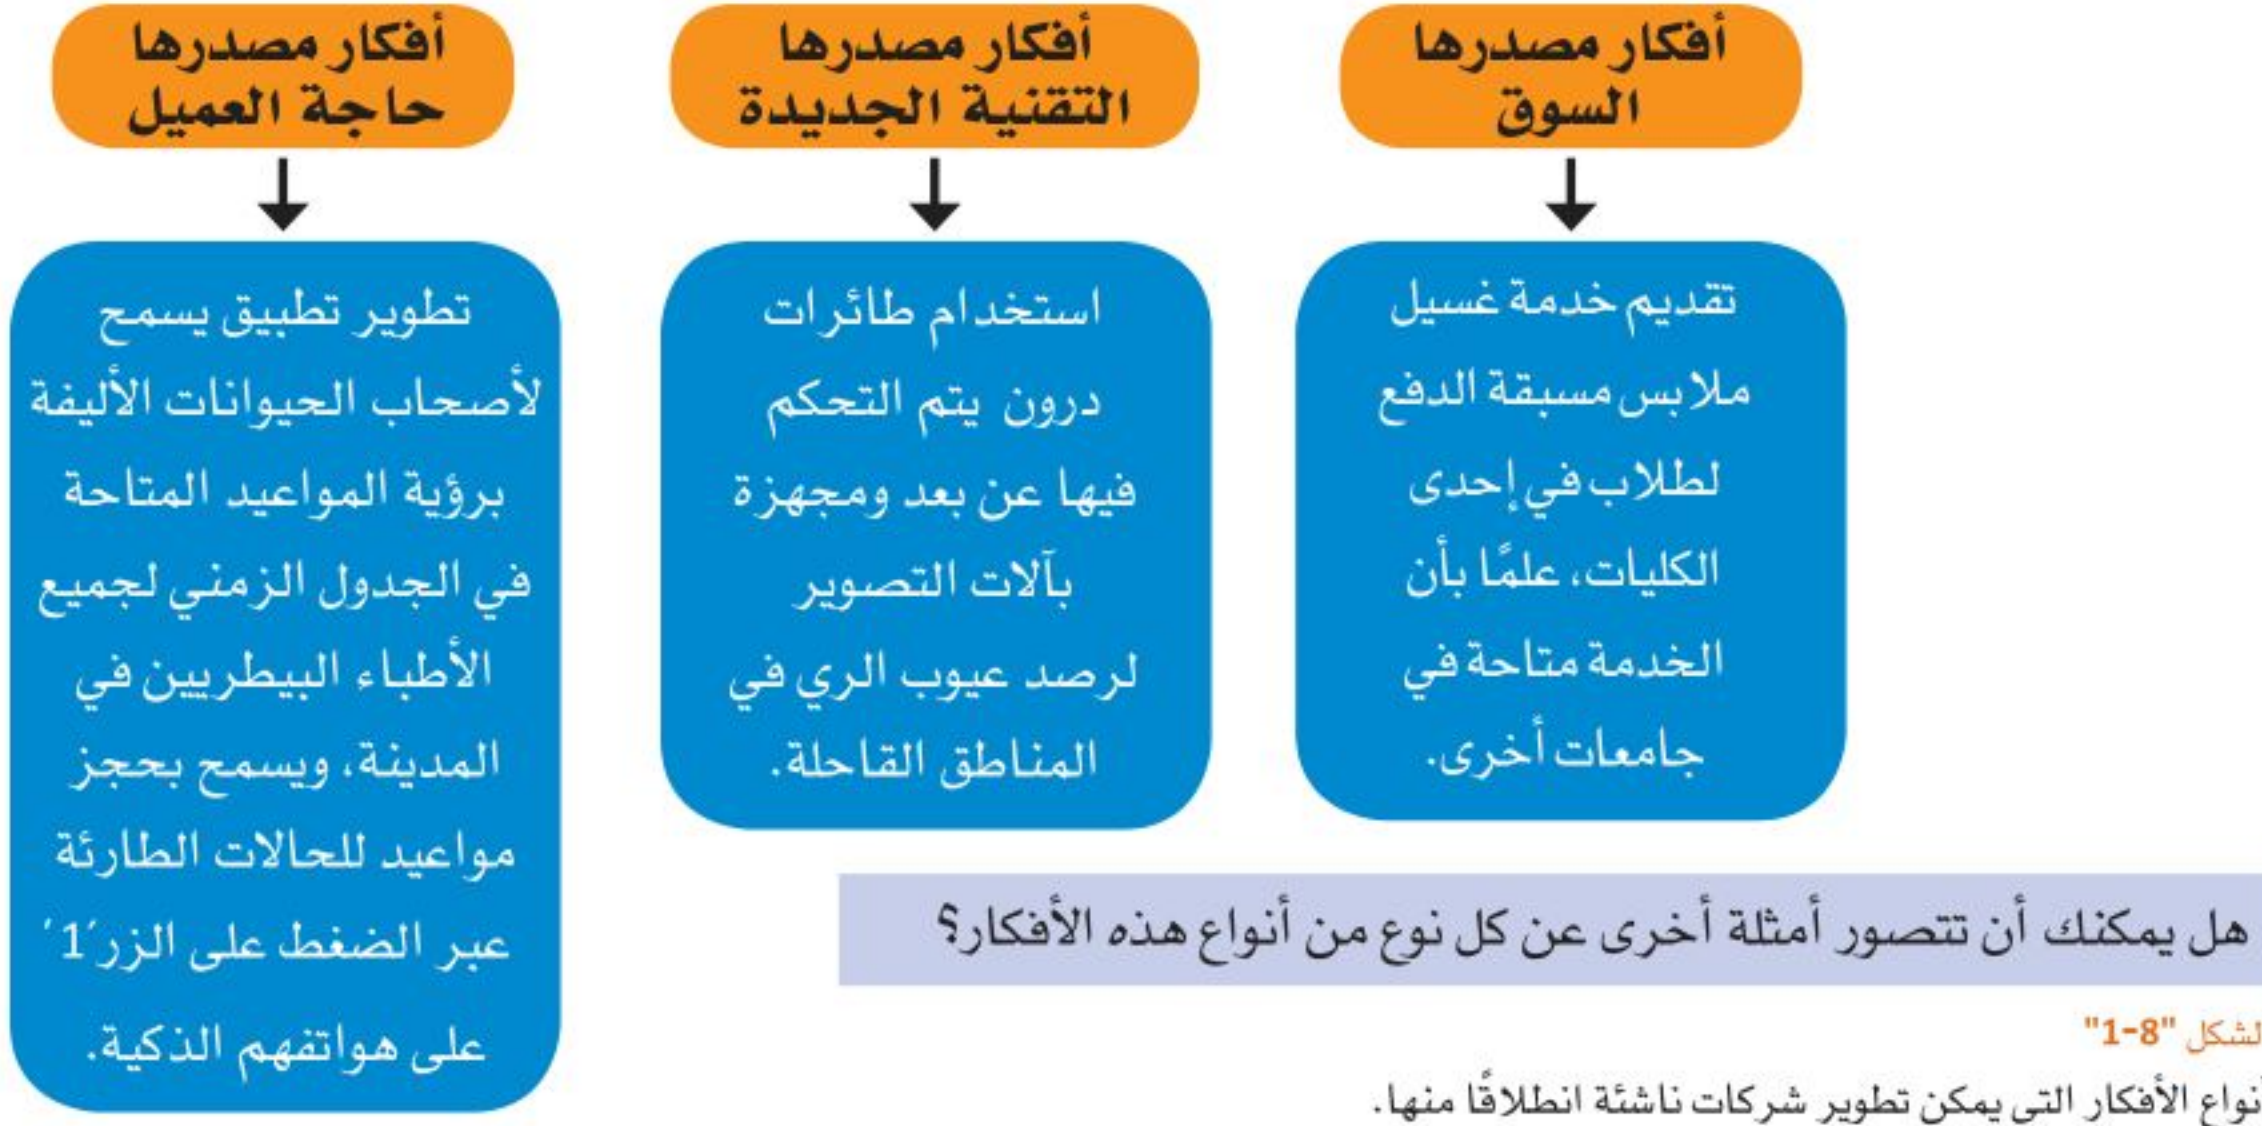 أفكار مصدرها
السوق
تقديم خدمة غسيل
ملابس مسبقة الدفع
لطلاب في إحدى
الكليات، علمًا بأن
الخدمة متاحة في
جامعات أخرى.
أفكار مصدرها
التقنية الجديدة
استخدام طائرات
درون يتم التحكم
فيها عن بعد ومجهزة
بآلات التصوير
لرصد عيوب الري في
المناطق القاحلة.
أفكار مصدرها
حاجة العميل
تطوير تطبيق يسمح
لأصحاب الحيوانات الأليفة
برؤية المواعيد المتاحة
في الجدول الزمني لجميع
الأطباء البيطريين في
المدينة، ويسمح بحجز
مواعيد للحالات الطارئة
عبر الضغط على الزر'1'
على هواتفهم الذكية.
هل يمكنك أن تتصور أمثلة أخرى عن كل نوع من أنواع هذه الأفكار؟
لشكل "8-1"
نواع الأفكار التي يمكن تطوير شركات ناشئة انطلاقًا منها.